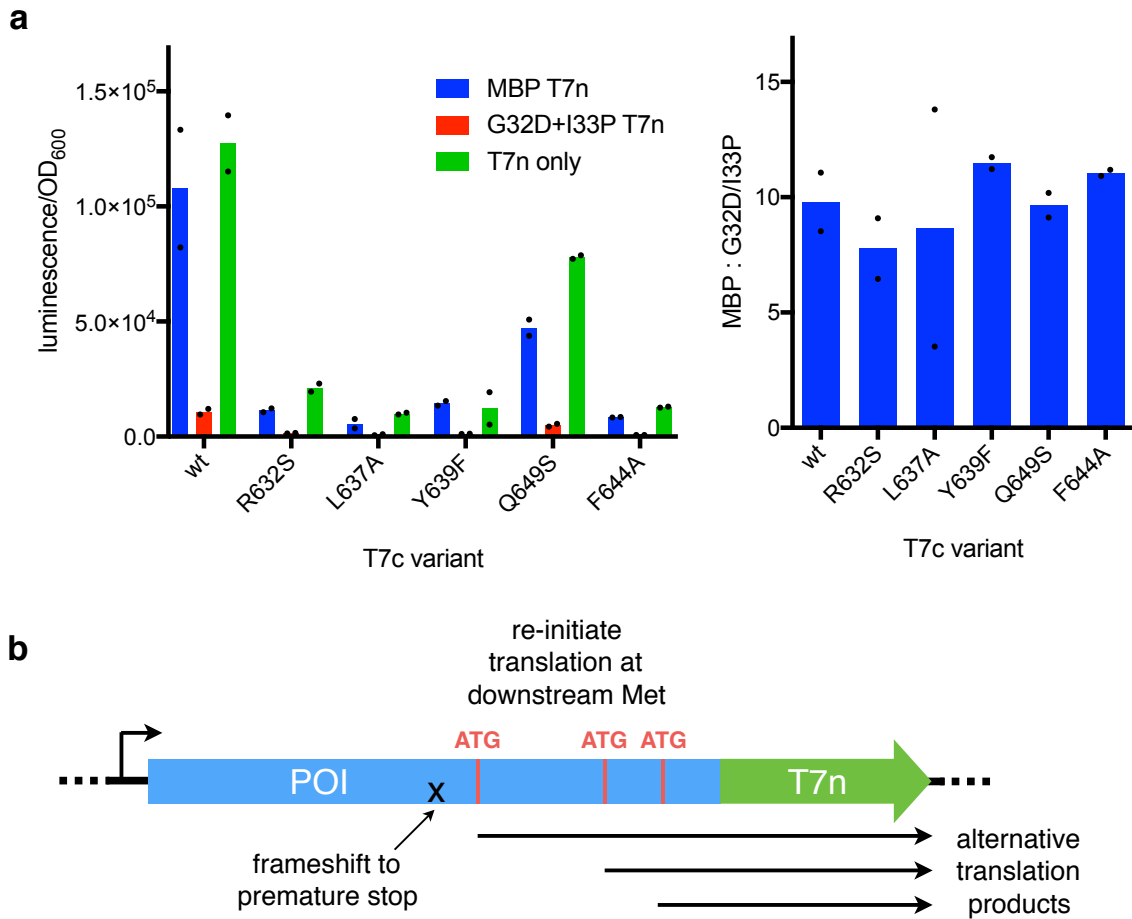 a
1.5×10⁵
1.0×10⁵
5.0×10⁴
0.0
luminescence/OD₆₀₀
MBP T7n
G32D+I33P T7n
T7n only
wt
R632S
L637A
Y639F
Q649S
F644A
T7c variant
15
10
5
0
MBP : G32D/I33P
wt
R632S
L637A
Y639F
Q649S
F644A
T7c variant
b
re-initiate
translation at
downstream Met
ATG ATG ATG
POI x T7n
frameshift to
premature stop
alternative
translation
products